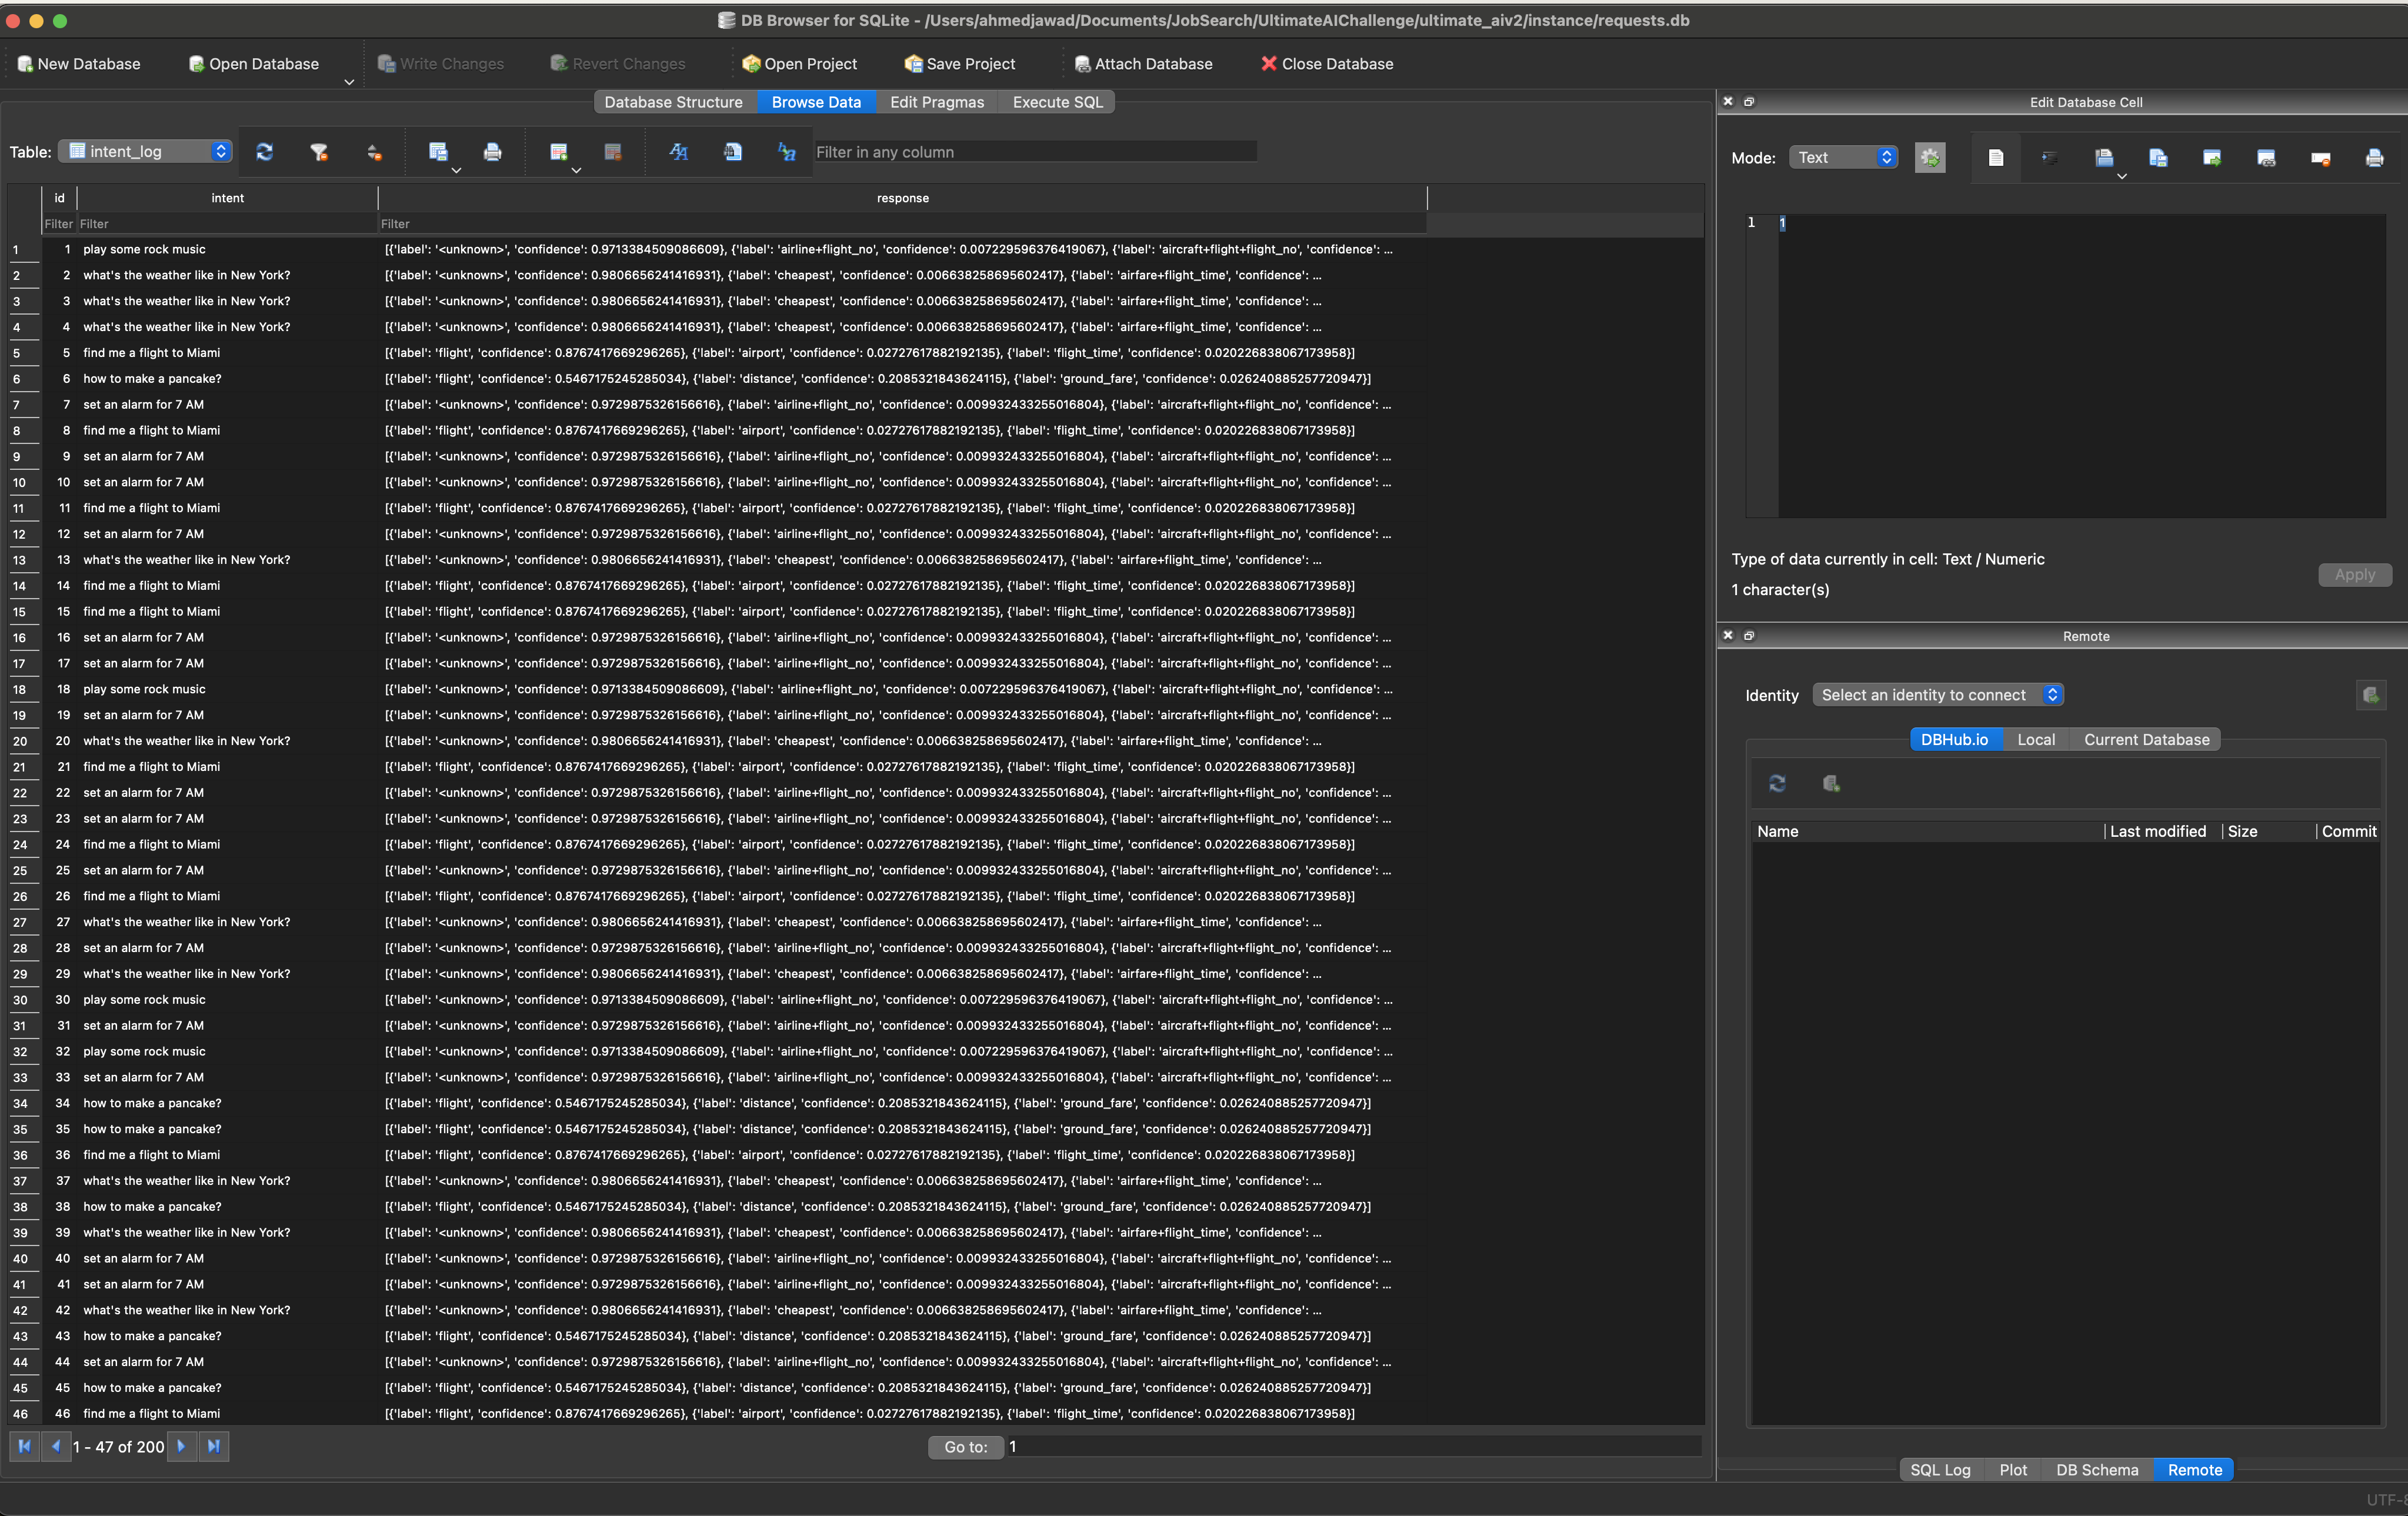 DB Browser for SQLite - /Users/ahmedjawad/Documents/JobSearch/UltimateAIChallenge/ultimate_aiv2/instance/requests.db
New Database Open Database Write Changes Revert Changes Open Project Save Project Attach Database Close Database
Database Structure Browse Data Edit Pragmas Execute SQL
Table: intent_log Filter in any column
id intent response
Filter Filter Filter
1 1 play some rock music [{'label': '<unknown>', 'confidence': 0.9713384509086609}, {'label': 'airline+flight_no', 'confidence': 0.007229596376419067}, {'label': 'aircraft+flight+flight_no', 'confidence': ...
2 2 what's the weather like in New York? [{'label': '<unknown>', 'confidence': 0.9806656241416931}, {'label': 'cheapest', 'confidence': 0.006638258695602417}, {'label': 'airfare+flight_time', 'confidence': ...
3 3 what's the weather like in New York? [{'label': '<unknown>', 'confidence': 0.9806656241416931}, {'label': 'cheapest', 'confidence': 0.006638258695602417}, {'label': 'airfare+flight_time', 'confidence': ...
4 4 what's the weather like in New York? [{'label': '<unknown>', 'confidence': 0.9806656241416931}, {'label': 'cheapest', 'confidence': 0.006638258695602417}, {'label': 'airfare+flight_time', 'confidence': ...
5 5 find me a flight to Miami [{'label': 'flight', 'confidence': 0.8767417669296265}, {'label': 'airport', 'confidence': 0.02727617882192135}, {'label': 'flight_time', 'confidence': 0.020226838067173958}]
6 6 how to make a pancake? [{'label': 'flight', 'confidence': 0.5467175245285034}, {'label': 'distance', 'confidence': 0.2085321843624115}, {'label': 'ground_fare', 'confidence': 0.026240885257720947}]
7 7 set an alarm for 7 AM [{'label': '<unknown>', 'confidence': 0.9729875326156616}, {'label': 'airline+flight_no', 'confidence': 0.009932433255016804}, {'label': 'aircraft+flight+flight_no', 'confidence': ...
8 8 find me a flight to Miami [{'label': 'flight', 'confidence': 0.8767417669296265}, {'label': 'airport', 'confidence': 0.02727617882192135}, {'label': 'flight_time', 'confidence': 0.020226838067173958}]
9 9 set an alarm for 7 AM [{'label': '<unknown>', 'confidence': 0.9729875326156616}, {'label': 'airline+flight_no', 'confidence': 0.009932433255016804}, {'label': 'aircraft+flight+flight_no', 'confidence': ...
10 10 set an alarm for 7 AM [{'label': '<unknown>', 'confidence': 0.9729875326156616}, {'label': 'airline+flight_no', 'confidence': 0.009932433255016804}, {'label': 'aircraft+flight+flight_no', 'confidence': ...
11 11 find me a flight to Miami [{'label': 'flight', 'confidence': 0.8767417669296265}, {'label': 'airport', 'confidence': 0.02727617882192135}, {'label': 'flight_time', 'confidence': 0.020226838067173958}]
12 12 set an alarm for 7 AM [{'label': '<unknown>', 'confidence': 0.9729875326156616}, {'label': 'airline+flight_no', 'confidence': 0.009932433255016804}, {'label': 'aircraft+flight+flight_no', 'confidence': ...
13 13 what's the weather like in New York? [{'label': '<unknown>', 'confidence': 0.9806656241416931}, {'label': 'cheapest', 'confidence': 0.006638258695602417}, {'label': 'airfare+flight_time', 'confidence': ...
14 14 find me a flight to Miami [{'label': 'flight', 'confidence': 0.8767417669296265}, {'label': 'airport', 'confidence': 0.02727617882192135}, {'label': 'flight_time', 'confidence': 0.020226838067173958}]
15 15 find me a flight to Miami [{'label': 'flight', 'confidence': 0.8767417669296265}, {'label': 'airport', 'confidence': 0.02727617882192135}, {'label': 'flight_time', 'confidence': 0.020226838067173958}]
16 16 set an alarm for 7 AM [{'label': '<unknown>', 'confidence': 0.9729875326156616}, {'label': 'airline+flight_no', 'confidence': 0.009932433255016804}, {'label': 'aircraft+flight+flight_no', 'confidence': ...
17 17 set an alarm for 7 AM [{'label': '<unknown>', 'confidence': 0.9729875326156616}, {'label': 'airline+flight_no', 'confidence': 0.009932433255016804}, {'label': 'aircraft+flight+flight_no', 'confidence': ...
18 18 play some rock music [{'label': '<unknown>', 'confidence': 0.9713384509086609}, {'label': 'airline+flight_no', 'confidence': 0.007229596376419067}, {'label': 'aircraft+flight+flight_no', 'confidence': ...
19 19 set an alarm for 7 AM [{'label': '<unknown>', 'confidence': 0.9729875326156616}, {'label': 'airline+flight_no', 'confidence': 0.009932433255016804}, {'label': 'aircraft+flight+flight_no', 'confidence': ...
20 20 what's the weather like in New York? [{'label': '<unknown>', 'confidence': 0.9806656241416931}, {'label': 'cheapest', 'confidence': 0.006638258695602417}, {'label': 'airfare+flight_time', 'confidence': ...
21 21 find me a flight to Miami [{'label': 'flight', 'confidence': 0.8767417669296265}, {'label': 'airport', 'confidence': 0.02727617882192135}, {'label': 'flight_time', 'confidence': 0.020226838067173958}]
22 22 set an alarm for 7 AM [{'label': '<unknown>', 'confidence': 0.9729875326156616}, {'label': 'airline+flight_no', 'confidence': 0.009932433255016804}, {'label': 'aircraft+flight+flight_no', 'confidence': ...
23 23 set an alarm for 7 AM [{'label': '<unknown>', 'confidence': 0.9729875326156616}, {'label': 'airline+flight_no', 'confidence': 0.009932433255016804}, {'label': 'aircraft+flight+flight_no', 'confidence': ...
24 24 find me a flight to Miami [{'label': 'flight', 'confidence': 0.8767417669296265}, {'label': 'airport', 'confidence': 0.02727617882192135}, {'label': 'flight_time', 'confidence': 0.020226838067173958}]
25 25 set an alarm for 7 AM [{'label': '<unknown>', 'confidence': 0.9729875326156616}, {'label': 'airline+flight_no', 'confidence': 0.009932433255016804}, {'label': 'aircraft+flight+flight_no', 'confidence': ...
26 26 find me a flight to Miami [{'label': 'flight', 'confidence': 0.8767417669296265}, {'label': 'airport', 'confidence': 0.02727617882192135}, {'label': 'flight_time', 'confidence': 0.020226838067173958}]
27 27 what's the weather like in New York? [{'label': '<unknown>', 'confidence': 0.9806656241416931}, {'label': 'cheapest', 'confidence': 0.006638258695602417}, {'label': 'airfare+flight_time', 'confidence': ...
28 28 set an alarm for 7 AM [{'label': '<unknown>', 'confidence': 0.9729875326156616}, {'label': 'airline+flight_no', 'confidence': 0.009932433255016804}, {'label': 'aircraft+flight+flight_no', 'confidence': ...
29 29 what's the weather like in New York? [{'label': '<unknown>', 'confidence': 0.9806656241416931}, {'label': 'cheapest', 'confidence': 0.006638258695602417}, {'label': 'airfare+flight_time', 'confidence': ...
30 30 play some rock music [{'label': '<unknown>', 'confidence': 0.9713384509086609}, {'label': 'airline+flight_no', 'confidence': 0.007229596376419067}, {'label': 'aircraft+flight+flight_no', 'confidence': ...
31 31 set an alarm for 7 AM [{'label': '<unknown>', 'confidence': 0.9729875326156616}, {'label': 'airline+flight_no', 'confidence': 0.009932433255016804}, {'label': 'aircraft+flight+flight_no', 'confidence': ...
32 32 play some rock music [{'label': '<unknown>', 'confidence': 0.9713384509086609}, {'label': 'airline+flight_no', 'confidence': 0.007229596376419067}, {'label': 'aircraft+flight+flight_no', 'confidence': ...
33 33 set an alarm for 7 AM [{'label': '<unknown>', 'confidence': 0.9729875326156616}, {'label': 'airline+flight_no', 'confidence': 0.009932433255016804}, {'label': 'aircraft+flight+flight_no', 'confidence': ...
34 34 how to make a pancake? [{'label': 'flight', 'confidence': 0.5467175245285034}, {'label': 'distance', 'confidence': 0.2085321843624115}, {'label': 'ground_fare', 'confidence': 0.026240885257720947}]
35 35 how to make a pancake? [{'label': 'flight', 'confidence': 0.5467175245285034}, {'label': 'distance', 'confidence': 0.2085321843624115}, {'label': 'ground_fare', 'confidence': 0.026240885257720947}]
36 36 find me a flight to Miami [{'label': 'flight', 'confidence': 0.8767417669296265}, {'label': 'airport', 'confidence': 0.02727617882192135}, {'label': 'flight_time', 'confidence': 0.020226838067173958}]
37 37 what's the weather like in New York? [{'label': '<unknown>', 'confidence': 0.9806656241416931}, {'label': 'cheapest', 'confidence': 0.006638258695602417}, {'label': 'airfare+flight_time', 'confidence': ...
38 38 how to make a pancake? [{'label': 'flight', 'confidence': 0.5467175245285034}, {'label': 'distance', 'confidence': 0.2085321843624115}, {'label': 'ground_fare', 'confidence': 0.026240885257720947}]
39 39 what's the weather like in New York? [{'label': '<unknown>', 'confidence': 0.9806656241416931}, {'label': 'cheapest', 'confidence': 0.006638258695602417}, {'label': 'airfare+flight_time', 'confidence': ...
40 40 set an alarm for 7 AM [{'label': '<unknown>', 'confidence': 0.9729875326156616}, {'label': 'airline+flight_no', 'confidence': 0.009932433255016804}, {'label': 'aircraft+flight+flight_no', 'confidence': ...
41 41 set an alarm for 7 AM [{'label': '<unknown>', 'confidence': 0.9729875326156616}, {'label': 'airline+flight_no', 'confidence': 0.009932433255016804}, {'label': 'aircraft+flight+flight_no', 'confidence': ...
42 42 what's the weather like in New York? [{'label': '<unknown>', 'confidence': 0.9806656241416931}, {'label': 'cheapest', 'confidence': 0.006638258695602417}, {'label': 'airfare+flight_time', 'confidence': ...
43 43 how to make a pancake? [{'label': 'flight', 'confidence': 0.5467175245285034}, {'label': 'distance', 'confidence': 0.2085321843624115}, {'label': 'ground_fare', 'confidence': 0.026240885257720947}]
44 44 set an alarm for 7 AM [{'label': '<unknown>', 'confidence': 0.9729875326156616}, {'label': 'airline+flight_no', 'confidence': 0.009932433255016804}, {'label': 'aircraft+flight+flight_no', 'confidence': ...
45 45 how to make a pancake? [{'label': 'flight', 'confidence': 0.5467175245285034}, {'label': 'distance', 'confidence': 0.2085321843624115}, {'label': 'ground_fare', 'confidence': 0.026240885257720947}]
46 46 find me a flight to Miami [{'label': 'flight', 'confidence': 0.8767417669296265}, {'label': 'airport', 'confidence': 0.02727617882192135}, {'label': 'flight_time', 'confidence': 0.020226838067173958}]
1 - 47 of 200 Go to: 1
Edit Database Cell
Mode: Text
1 1
Type of data currently in cell: Text / Numeric
1 character(s)
Apply
Remote
Identity Select an identity to connect
DBHub.io Local Current Database
Name Last modified Size Commit
SQL Log Plot DB Schema Remote